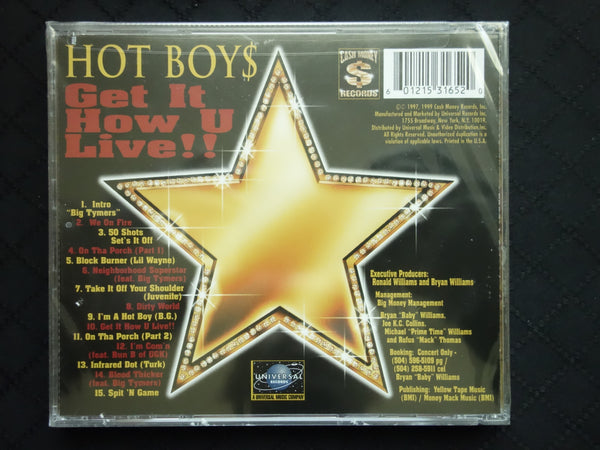 HOT BOY$
Get It
How U
Live!!
CASH MONEY
$
RECORDS
6 01215 31652 0
℗© 1997, 1999 Cash Money Records, Inc.
Manufactured and Marketed by Universal Records Inc.
1755 Broadway, New York, N.Y. 10019.
Distributed by Universal Music & Video Distribution, Inc.
All Rights Reserved. Unauthorized duplication is a
violation of applicable laws. Printed in the U.S.A.
1. Intro
"Big Tymers"
2. We On Fire
3. 50 Shots
Set's It Off
4. On Tha Porch (Part 1)
5. Block Burner (Lil Wayne)
6. Neighborhood Superstar
(feat. Big Tymers)
7. Take It Off Your Shoulder
(Juvenile)
8. Dirty World
9. I'm A Hot Boy (B.G.)
10. Get It How U Live!!
11. On Tha Porch (Part 2)
12. I'm Com'n
(feat. Bun B of UGK)
13. Infrared Dot (Turk)
14. Blood Thicker
(feat. Big Tymers)
15. Spit 'N Game
Executive Producers:
Ronald Williams and Bryan Williams
Management:
Big Money Management
Bryan "Baby" Williams,
Joe K.C. Collins,
Michael "Prime Time" Williams
and Rufus "Mack" Thomas
Booking: Concert Only -
(504) 596-5109 pg /
(504) 258-5911 cel
Bryan "Baby" Williams
Publishing: Yellow Tape Music
(BMI) / Money Mack Music (BMI)
UNIVERSAL
RECORDS
A UNIVERSAL MUSIC COMPANY